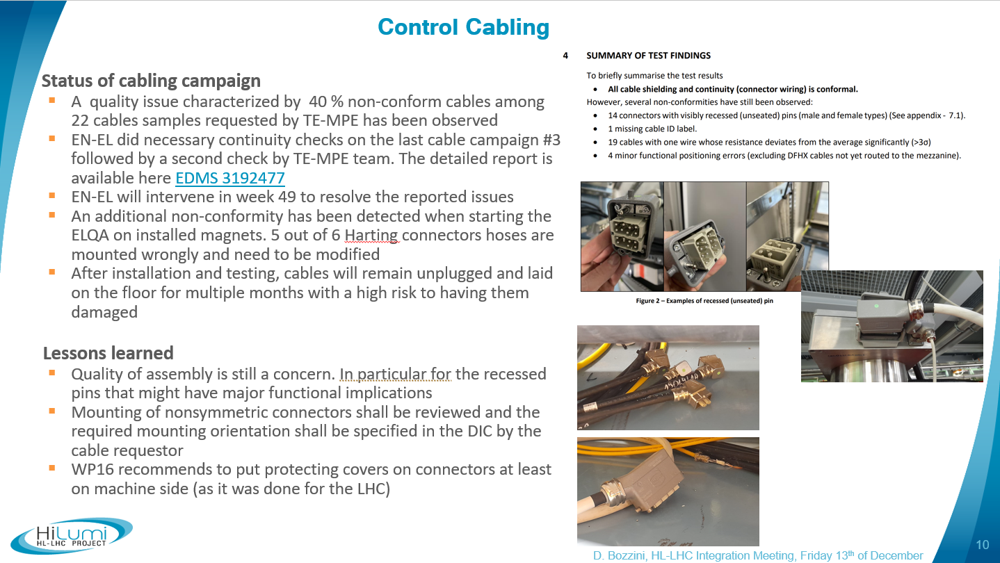 Control Cabling
Status of cabling campaign
▪ A quality issue characterized by 40 % non-conform cables among
22 cables samples requested by TE-MPE has been observed
▪ EN-EL did necessary continuity checks on the last cable campaign #3
followed by a second check by TE-MPE team. The detailed report is
available here EDMS 3192477
▪ EN-EL will intervene in week 49 to resolve the reported issues
▪ An additional non-conformity has been detected when starting the
ELQA on installed magnets. 5 out of 6 Harting connectors hoses are
mounted wrongly and need to be modified
▪ After installation and testing, cables will remain unplugged and laid
on the floor for multiple months with a high risk to having them
damaged
Lessons learned
▪ Quality of assembly is still a concern. In particular for the recessed
pins that might have major functional implications
▪ Mounting of nonsymmetric connectors shall be reviewed and the
required mounting orientation shall be specified in the DIC by the
cable requestor
▪ WP16 recommends to put protecting covers on connectors at least
on machine side (as it was done for the LHC)
4 SUMMARY OF TEST FINDINGS
To briefly summarise the test results
• All cable shielding and continuity (connector wiring) is conformal.
However, several non-conformities have still been observed:
• 14 connectors with visibly recessed (unseated) pins (male and female types) (See appendix - 7.1).
• 1 missing cable ID label.
• 19 cables with one wire whose resistance deviates from the average significantly (>3σ)
• 4 minor functional positioning errors (excluding DFHX cables not yet routed to the mezzanine).
Figure 2 – Examples of recessed (unseated) pin
HiLumi
HL-LHC PROJECT
D. Bozzini, HL-LHC Integration Meeting, Friday 13th of December
10